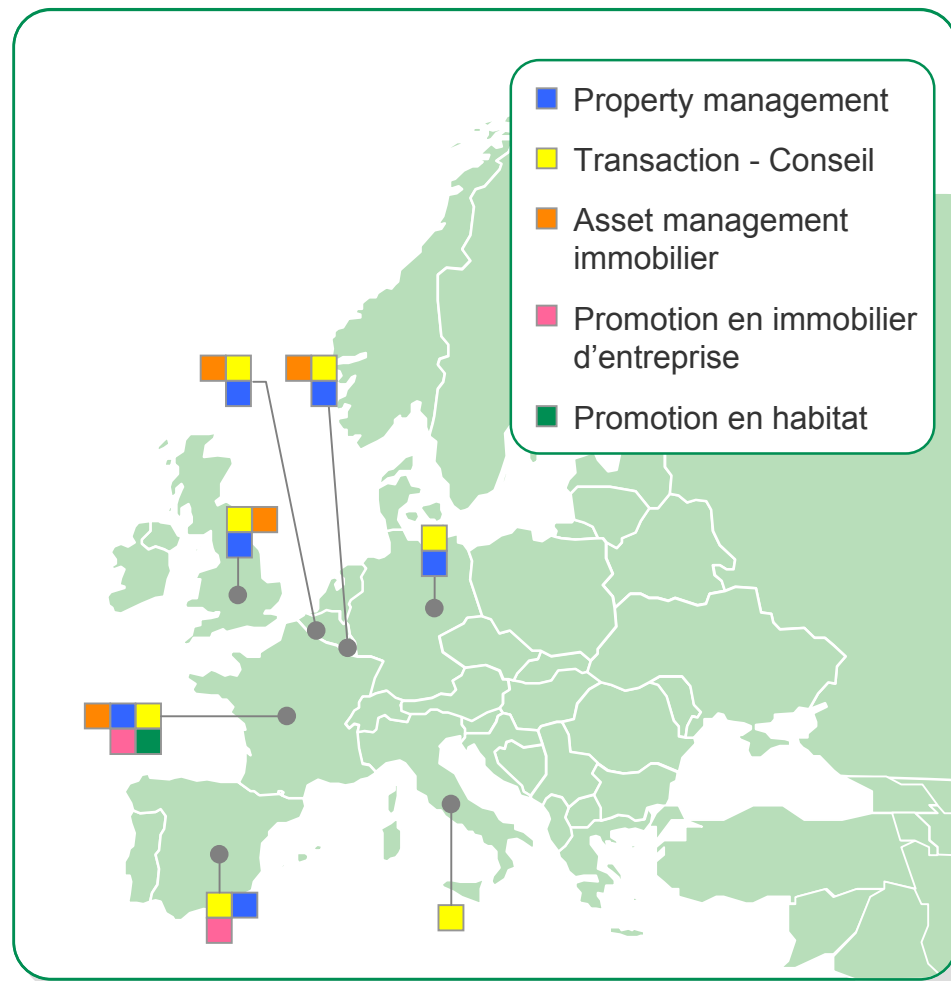 Property management
Transaction - Conseil
Asset management
immobilier
Promotion en immobilier
d’entreprise
Promotion en habitat